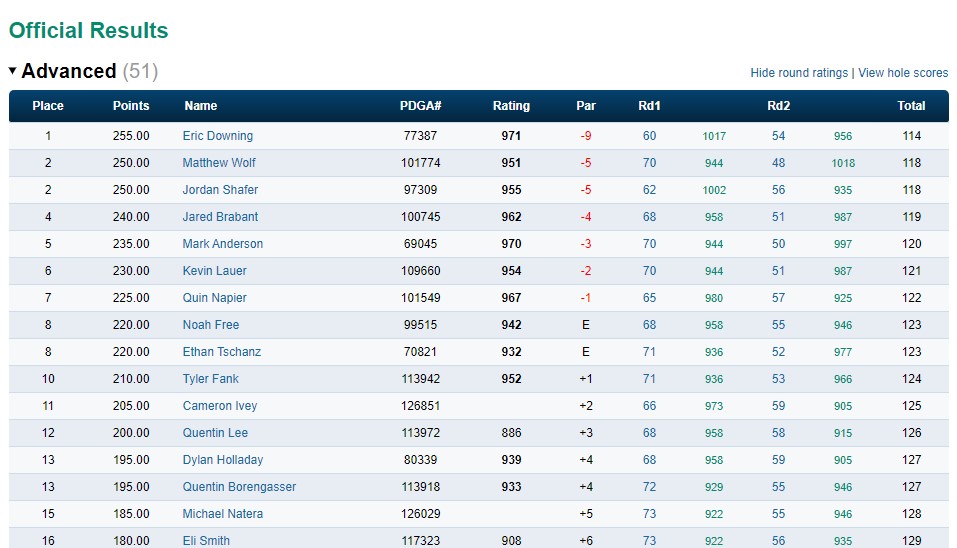 Official Results
Advanced (51)
Hide round ratings | View hole scores
Place Points Name PDGA# Rating Par Rd1 Rd2 Total
1 255.00 Eric Downing 77387 971 -9 60 1017 54 956 114
2 250.00 Matthew Wolf 101774 951 -5 70 944 48 1018 118
2 250.00 Jordan Shafer 97309 955 -5 62 1002 56 935 118
4 240.00 Jared Brabant 100745 962 -4 68 958 51 987 119
5 235.00 Mark Anderson 69045 970 -3 70 944 50 997 120
6 230.00 Kevin Lauer 109660 954 -2 70 944 51 987 121
7 225.00 Quin Napier 101549 967 -1 65 980 57 925 122
8 220.00 Noah Free 99515 942 E 68 958 55 946 123
8 220.00 Ethan Tschanz 70821 932 E 71 936 52 977 123
10 210.00 Tyler Fank 113942 952 +1 71 936 53 966 124
11 205.00 Cameron Ivey 126851 +2 66 973 59 905 125
12 200.00 Quentin Lee 113972 886 +3 68 958 58 915 126
13 195.00 Dylan Holladay 80339 939 +4 68 958 59 905 127
13 195.00 Quentin Borengasser 113918 933 +4 72 929 55 946 127
15 185.00 Michael Natera 126029 +5 73 922 55 946 128
16 180.00 Eli Smith 117323 908 +6 73 922 56 935 129